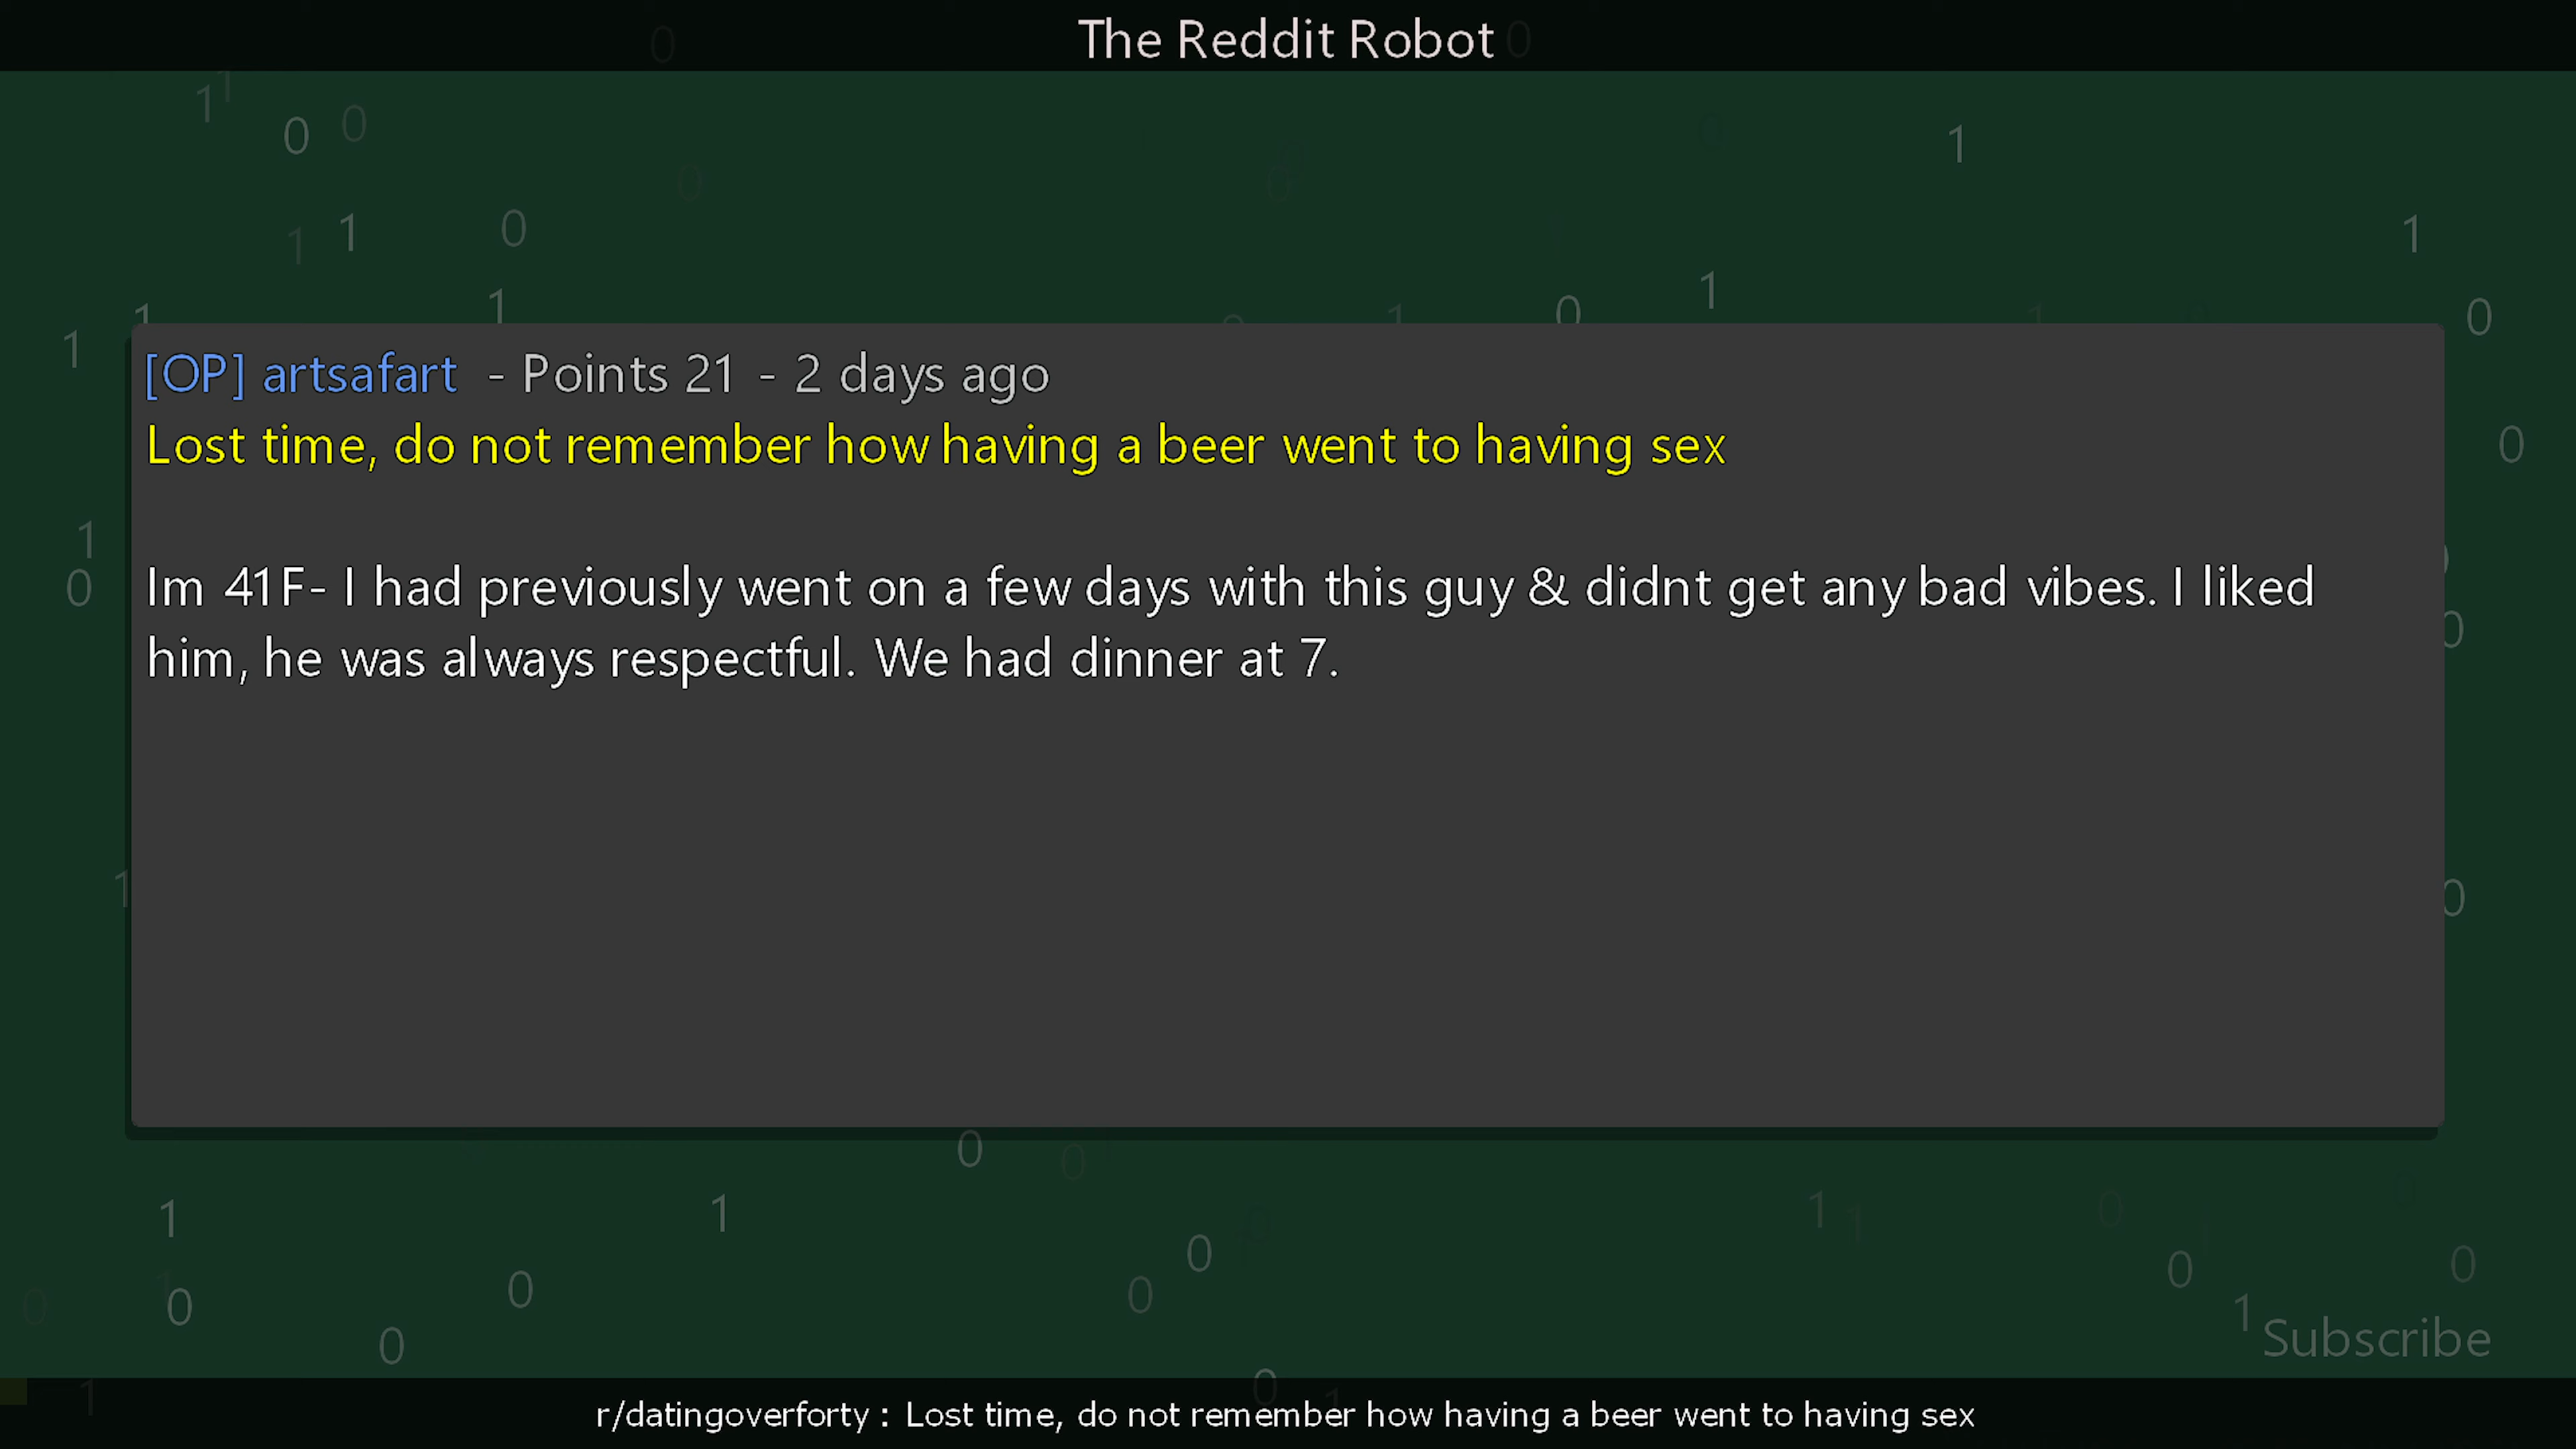 The Reddit Robot
[OP] artsafart - Points 21 - 2 days ago
Lost time, do not remember how having a beer went to having sex
Im 41F- I had previously went on a few days with this guy & didnt get any bad vibes. I liked
him, he was always respectful. We had dinner at 7.
Subscribe
r/datingoverforty : Lost time, do not remember how having a beer went to having sex